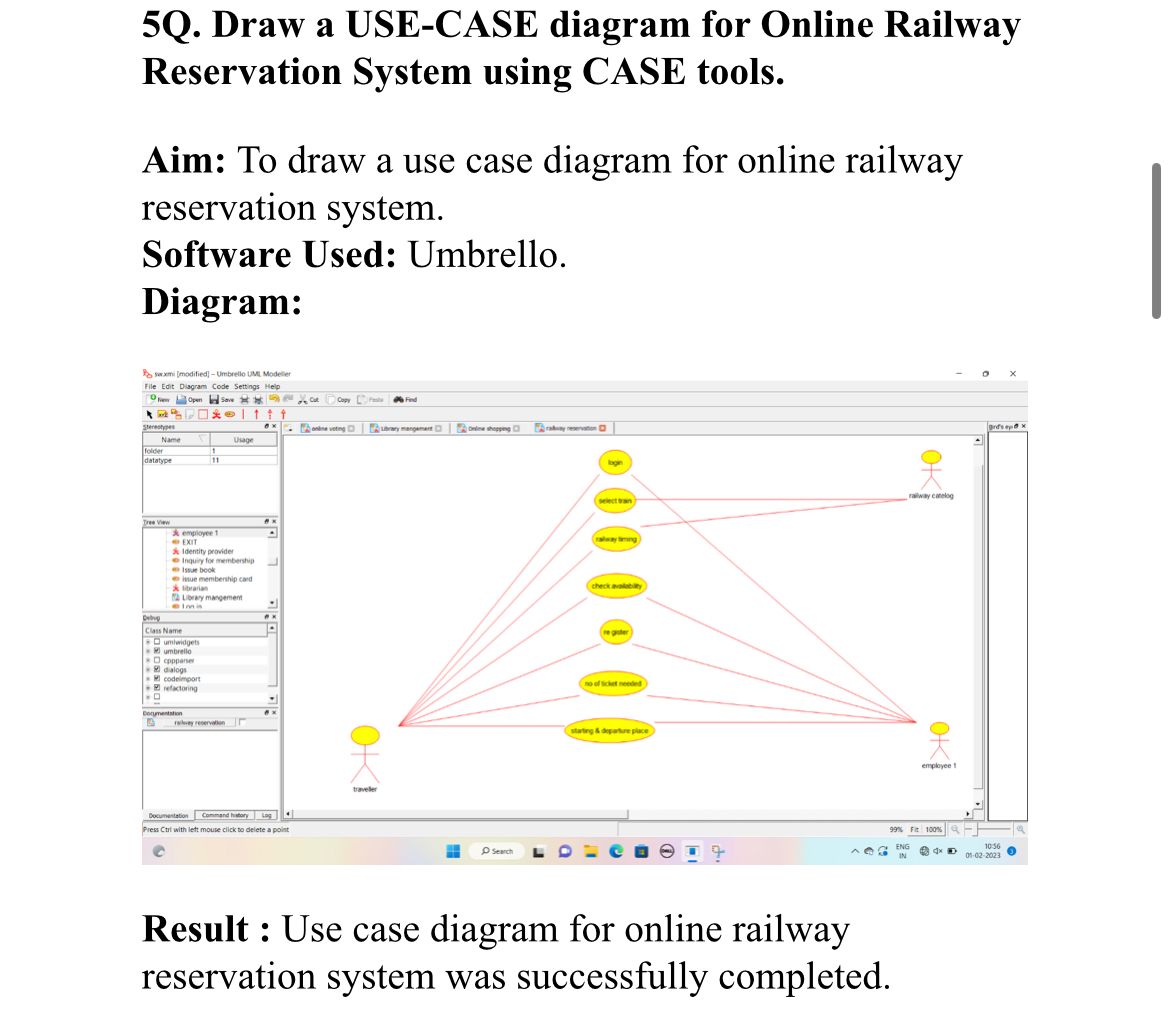 5Q. Draw a USE-CASE diagram for Online Railway
Reservation System using CASE tools.
Aim: To draw a use case diagram for online railway
reservation system.
Software Used: Umbrello.
Diagram:
sw.xmi [modified] - Umbrello UML Modeller
File Edit Diagram Code Settings Help
New Open Save Cut Copy Paste Find
Stereotypes
online voting Library mangement Online shopping railway reservation
Bird's ey
Name Usage
folder 1
datatype 11
Tree View
employee 1
EXIT
Identity provider
Inquiry for membership
Issue book
issue membership card
librarian
Library mangement
Log in
Debug
Class Name
umlwidgets
umbrello
cppparser
dialogs
codeimport
refactoring
Documentation
railway reservation
login
select train
railway timing
check availability
re gister
no of ticket needed
starting & departure place
railway catelog
traveller
employee 1
Documentation Command history Log
Press Ctrl with left mouse click to delete a point
99% Fit 100%
Search
DELL
ENG
IN
10:56
01-02-2023
3
Result : Use case diagram for online railway
reservation system was successfully completed.